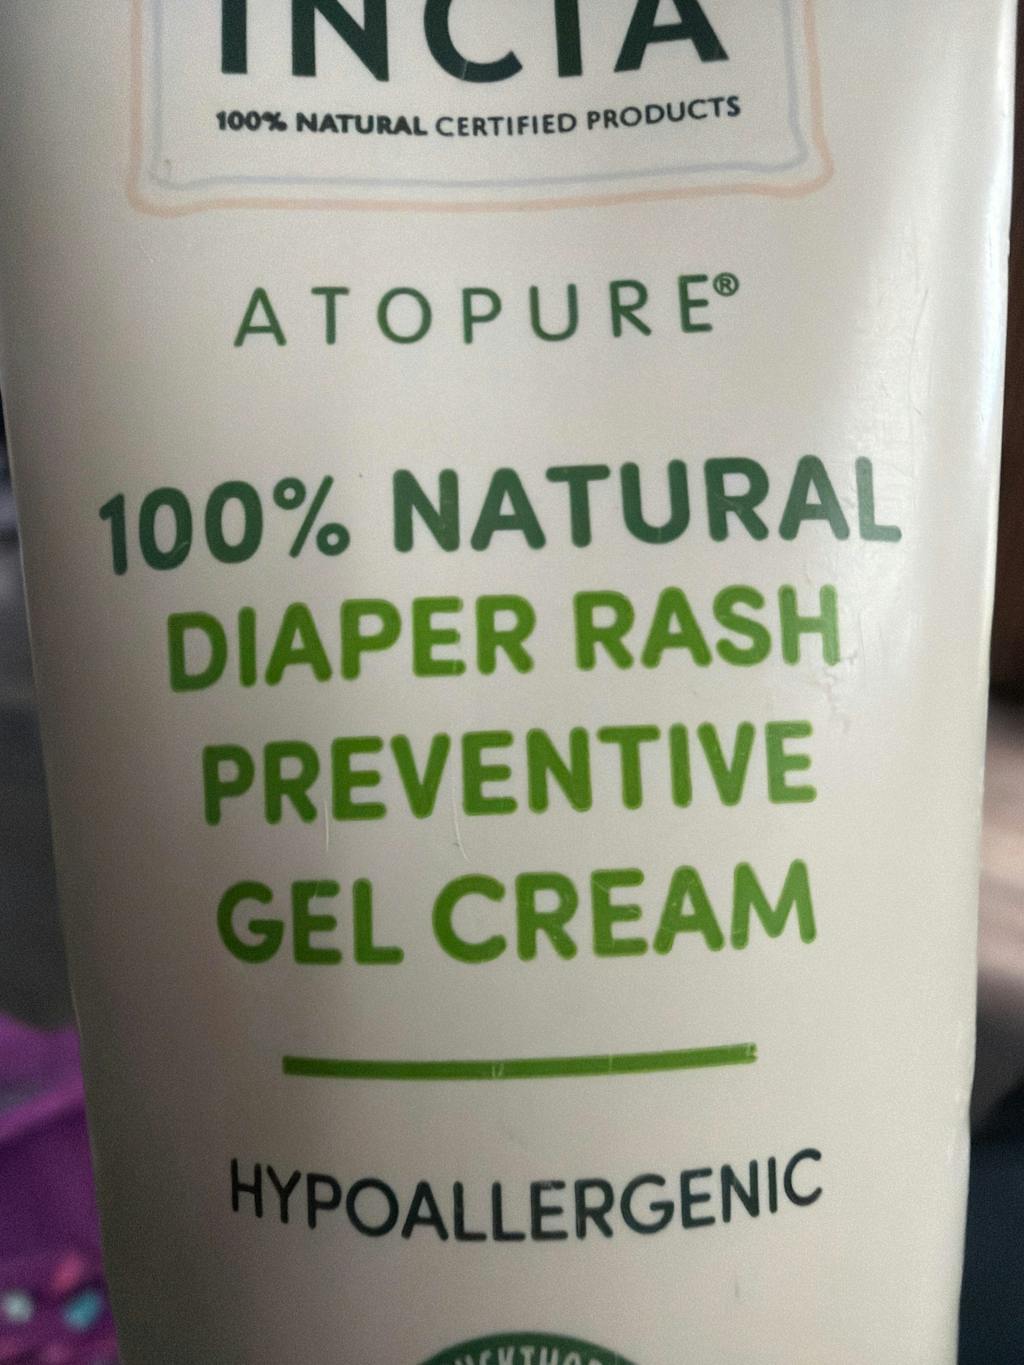 INCIA
100% NATURAL CERTIFIED PRODUCTS
ATOPURE®
100% NATURAL
DIAPER RASH
PREVENTIVE
GEL CREAM
HYPOALLERGENIC